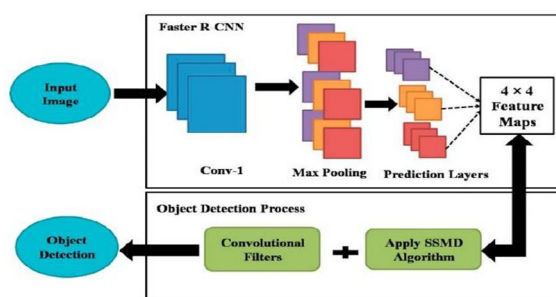 Faster R-CNN
Input
Image
4 × 4
Feature
Maps
Conv-1
Max Pooling
Prediction Layers
Object Detection Process
Object
Detection
Convolutional
Filters
+
Apply SSMD
Algorithm